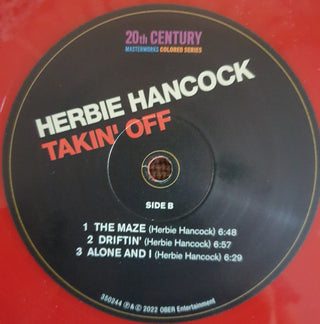 20th CENTURY
MASTERWORKS COLORED SERIES
HERBIE HANCOCK
TAKIN' OFF
SIDE B
1 THE MAZE (Herbie Hancock) 6:48
2 DRIFTIN' (Herbie Hancock) 6:57
3 ALONE AND I (Herbie Hancock) 6:29
350244 ℗ & © 2022 OBER Entertainment